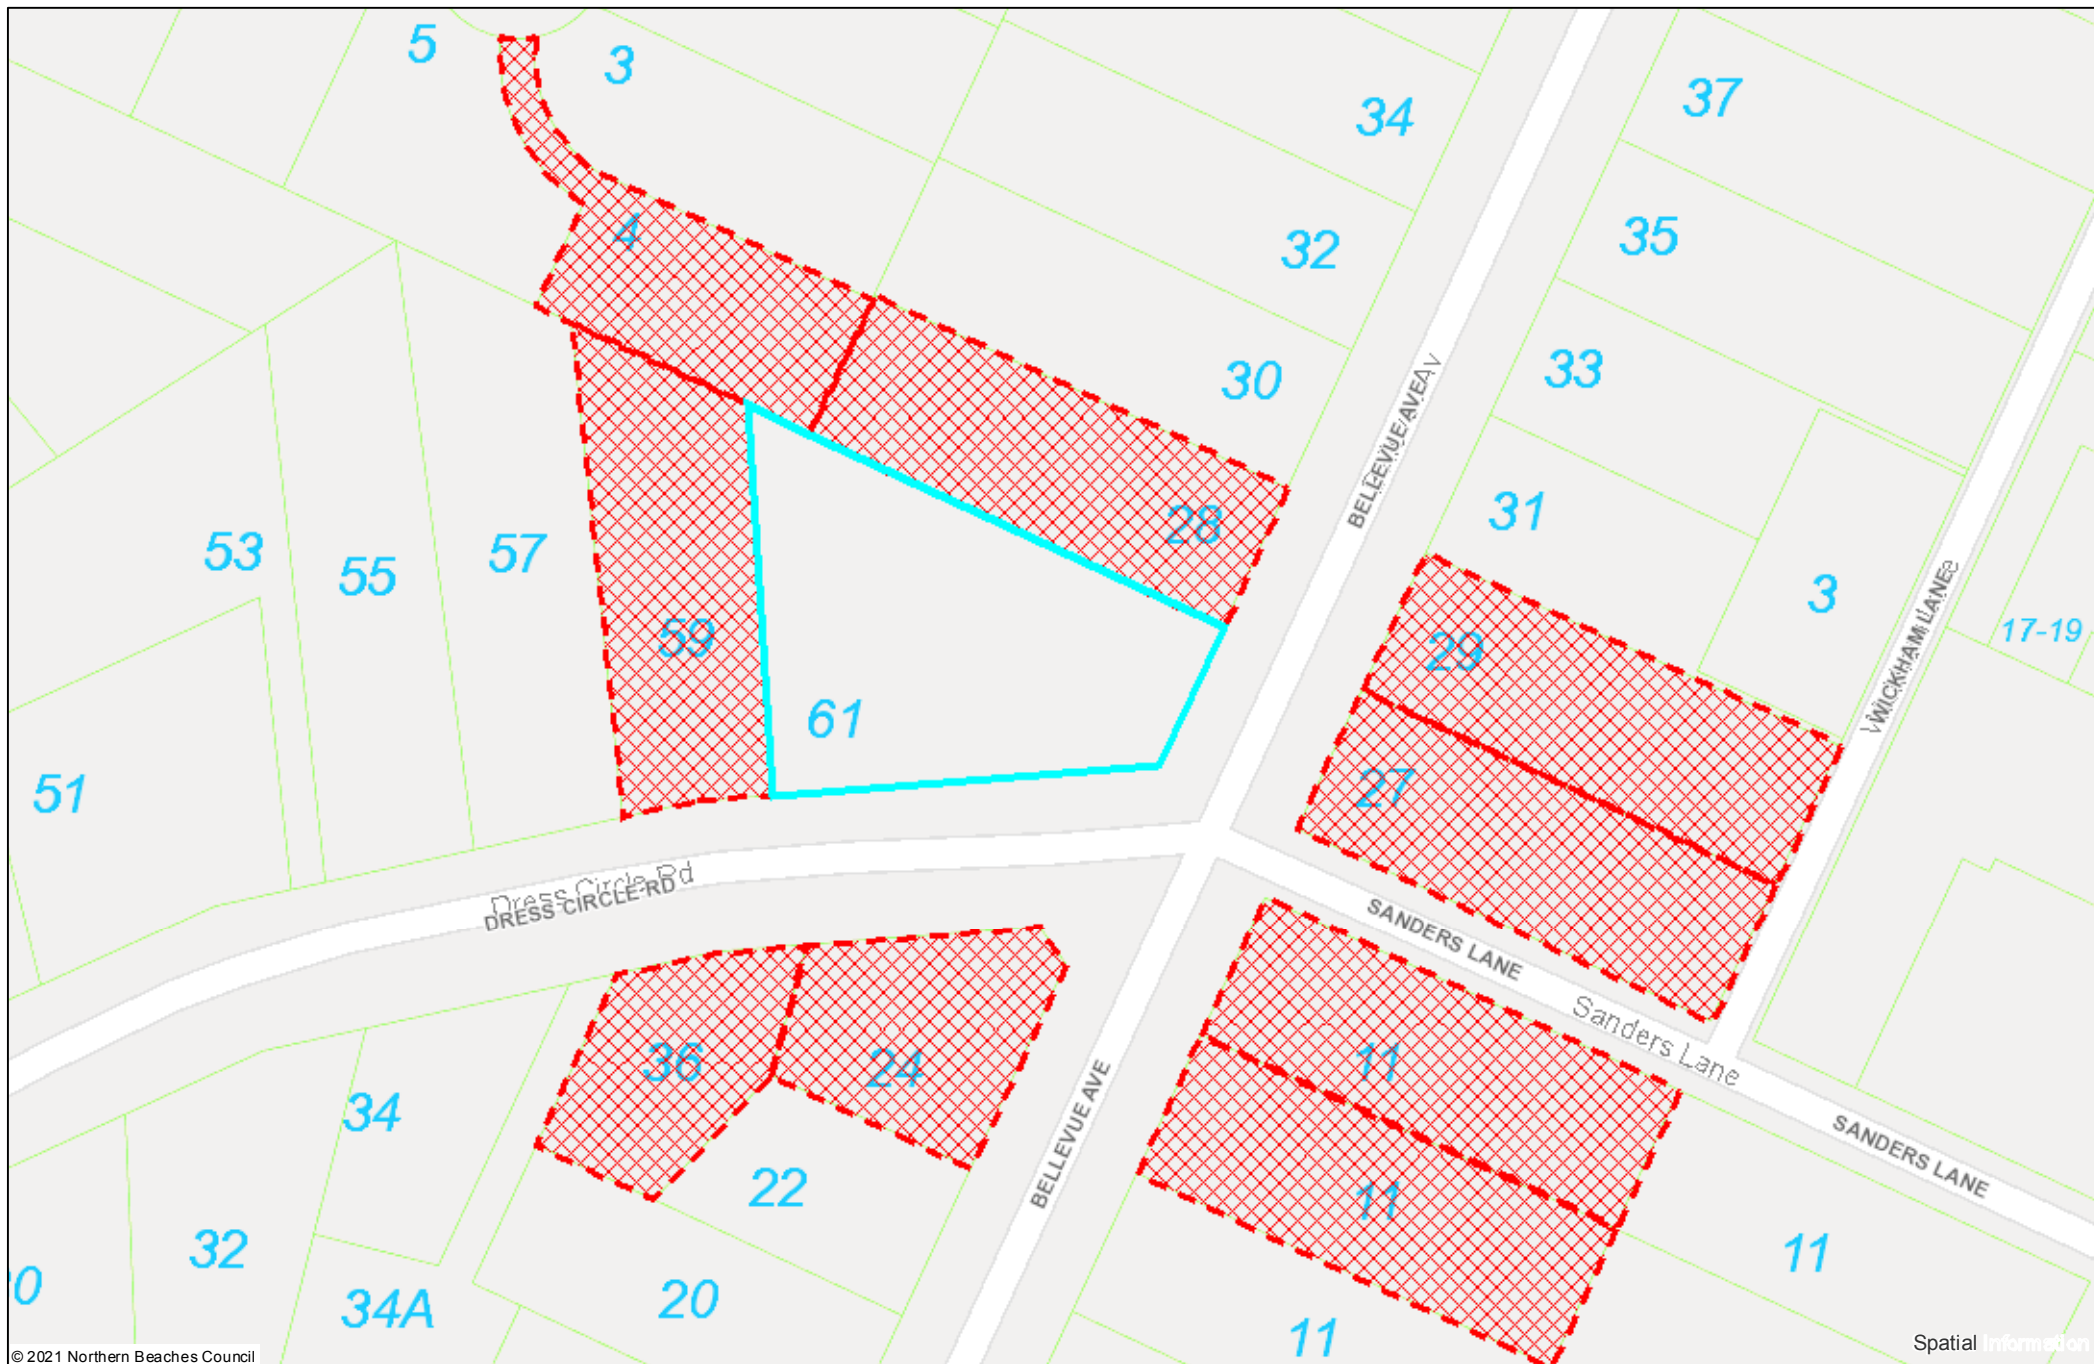 5
3
34
37
4
32
35
30
33
BELLEVUE AVE
28
31
53
55
57
59
3
17-19
29
WICKHAM LANE
61
27
51
Dress Circle Rd
DRESS CIRCLE RD
SANDERS LANE
Sanders Lane
36
24
11
34
BELLEVUE AVE
SANDERS LANE
22
11
32
11
34A
20
11
Spatial Information
© 2021 Northern Beaches Council